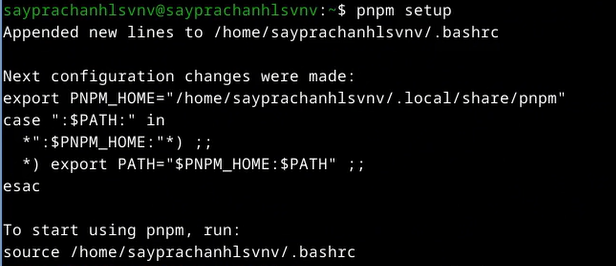 sayprachanhlsvnv@sayprachanhlsvnv:~$ pnpm setup
Appended new lines to /home/sayprachanhlsvnv/.bashrc

Next configuration changes were made:
export PNPM_HOME="/home/sayprachanhlsvnv/.local/share/pnpm"
case ":$PATH:" in
  *":$PNPM_HOME:"*) ;;
  *) export PATH="$PNPM_HOME:$PATH" ;;
esac

To start using pnpm, run:
source /home/sayprachanhlsvnv/.bashrc